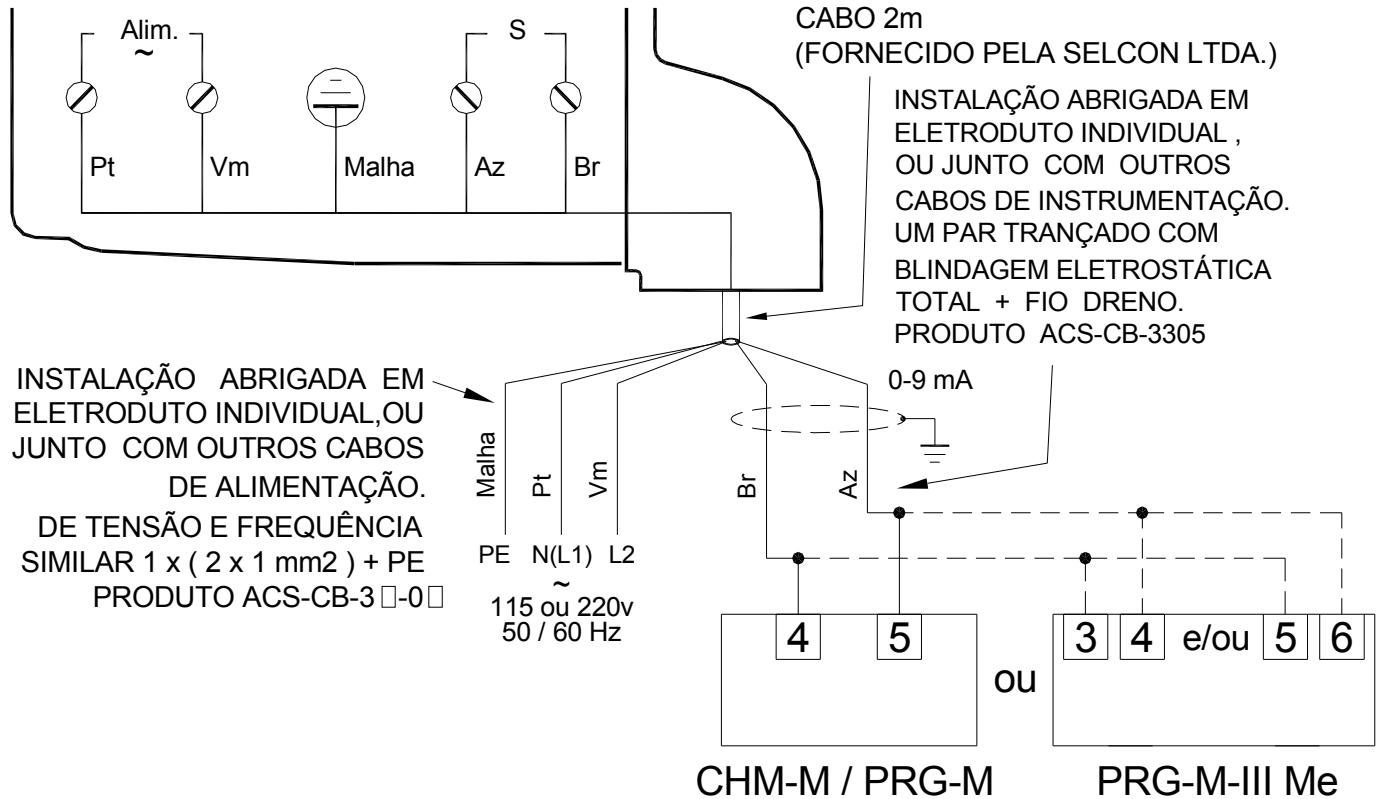 Alim.
~
S
Pt
Vm
Malha
Az
Br
CABO 2m
(FORNECIDO PELA SELCON LTDA.)
INSTALAÇÃO ABRIGADA EM
ELETRODUTO INDIVIDUAL ,
OU JUNTO COM OUTROS
CABOS DE INSTRUMENTAÇÃO.
UM PAR TRANÇADO COM
BLINDAGEM ELETROSTÁTICA
TOTAL + FIO DRENO.
PRODUTO ACS-CB-3305
INSTALAÇÃO ABRIGADA EM
ELETRODUTO INDIVIDUAL,OU
JUNTO COM OUTROS CABOS
DE ALIMENTAÇÃO.
DE TENSÃO E FREQUÊNCIA
SIMILAR 1 x ( 2 x 1 mm2 ) + PE
PRODUTO ACS-CB-3□-0□
0-9 mA
Malha
Pt
Vm
Br
Az
PE N(L1) L2
~
115 ou 220v
50 / 60 Hz
4 5
ou
3 4 e/ou 5 6
CHM-M / PRG-M
PRG-M-III Me